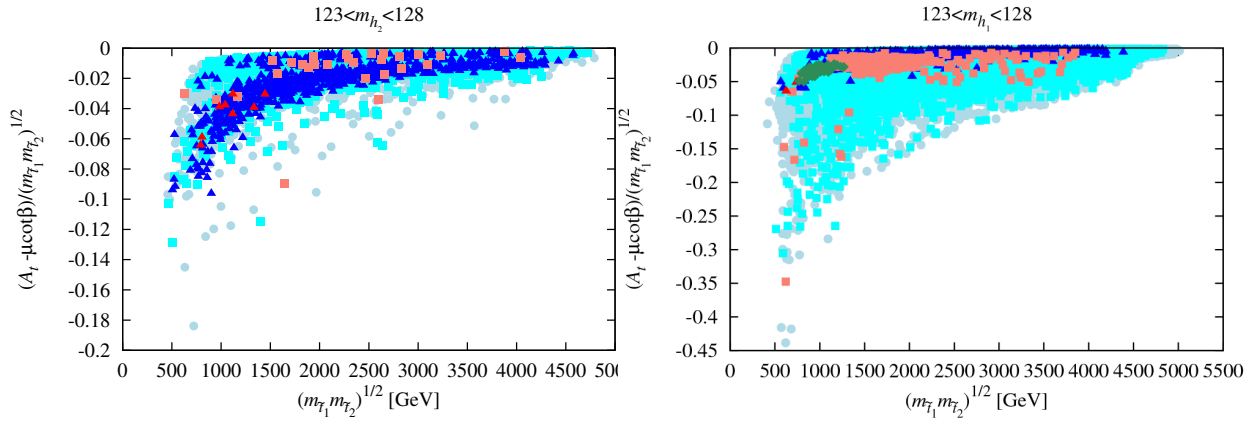 123<m_{h_2}<128
0
-0.02
-0.04
-0.06
-0.08
-0.1
-0.12
-0.14
-0.16
-0.18
-0.2
(A_t -μcotβ)/(m_{t̃_1} m_{t̃_2})^{1/2}
0 500 1000 1500 2000 2500 3000 3500 4000 4500 500
(m_{t̃_1} m_{t̃_2})^{1/2} [GeV]
123<m_{h_1}<128
0
-0.05
-0.1
-0.15
-0.2
-0.25
-0.3
-0.35
-0.4
-0.45
(A_t -μcotβ)/(m_{t̃_1} m_{t̃_2})^{1/2}
0 500 1000 1500 2000 2500 3000 3500 4000 4500 5000 5500
(m_{t̃_1} m_{t̃_2})^{1/2} [GeV]